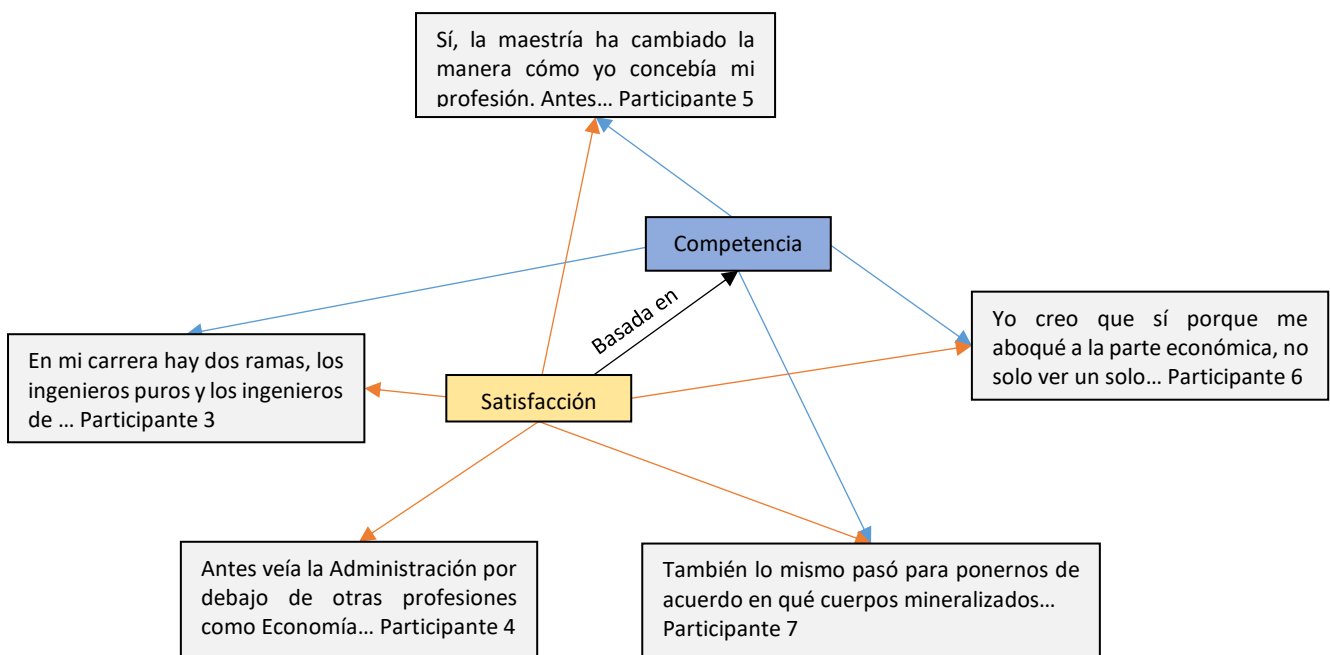 Sí, la maestría ha cambiado la
manera cómo yo concebía mi
profesión. Antes... Participante 5
Competencia
Basada en
Yo creo que sí porque me
aboqué a la parte económica, no
solo ver un solo... Participante 6
En mi carrera hay dos ramas, los
ingenieros puros y los ingenieros
de ... Participante 3
Satisfacción
Antes veía la Administración por
debajo de otras profesiones
como Economía... Participante 4
También lo mismo pasó para ponernos de
acuerdo en qué cuerpos mineralizados...
Participante 7